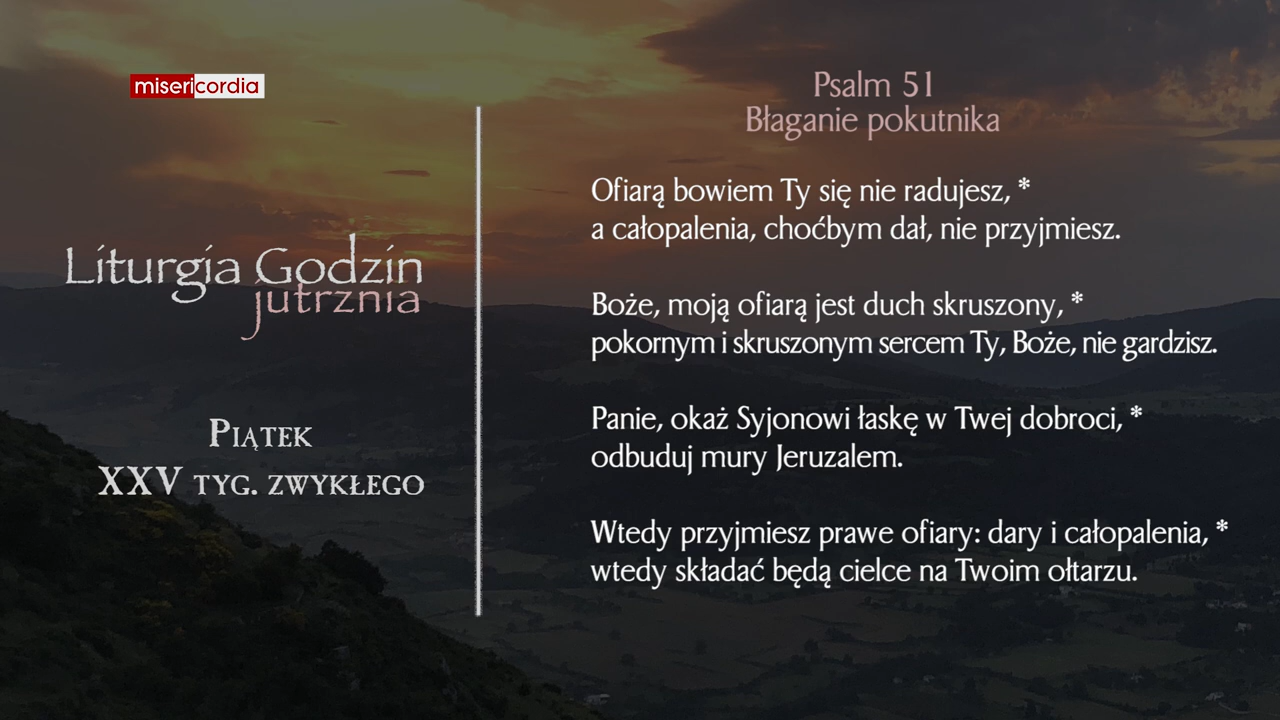 misericordia
Liturgia Godzin
jutrznia
Piątek
XXV tyg. zwykłego
Psalm 51
Błaganie pokutnika
Ofiarą bowiem Ty się nie radujesz, *
a całopalenia, choćbym dał, nie przyjmiesz.
Boże, moją ofiarą jest duch skruszony, *
pokornym i skruszonym sercem Ty, Boże, nie gardzisz.
Panie, okaż Syjonowi łaskę w Twej dobroci, *
odbuduj mury Jeruzalem.
Wtedy przyjmiesz prawe ofiary: dary i całopalenia, *
wtedy składać będą cielce na Twoim ołtarzu.